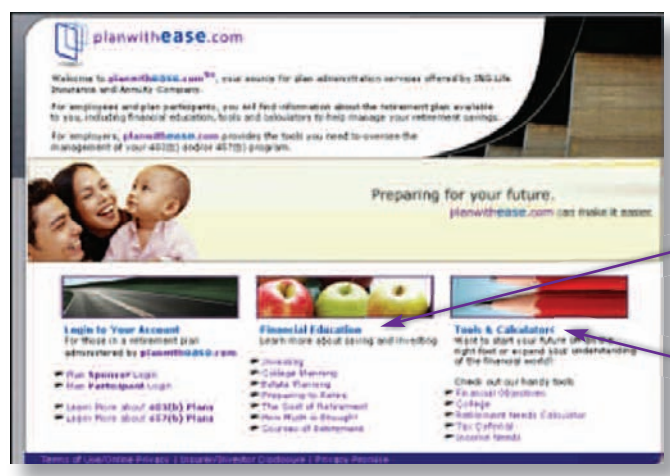 planwithease.com
Welcome to planwithease.com, your source for plan administration services offered by ING Life
Insurance and Annuity Company.
For employees and plan participants, you will find information about the retirement plan available
to you, including financial education, tools and calculators to help manage your retirement savings.
For employers, planwithease.com provides the tools you need to oversee the
management of your 403(b) and/or 457(b) program.
Preparing for your future.
planwithease.com can make it easier.
Login to Your Account
For those in a retirement plan
administered by planwithease.com
Plan Sponsor Login
Plan Participant Login
Learn More about 403(b) Plans
Learn More about 457(b) Plans
Financial Education
Learn more about saving and investing
Investing
College Planning
Estate Planning
Preparing to Retire
The Cost of Retirement
How Much is Enough
Sources of Retirement
Tools & Calculators
Want to start your future off on the
right foot or expand your understanding
of the financial world?
Check out our handy tools
Financial Objectives
College
Retirement Needs Calculator
Tax Deferral
Income Needs
Terms of Use/Online Privacy | Insurer/Investor Disclosure | Privacy Promise